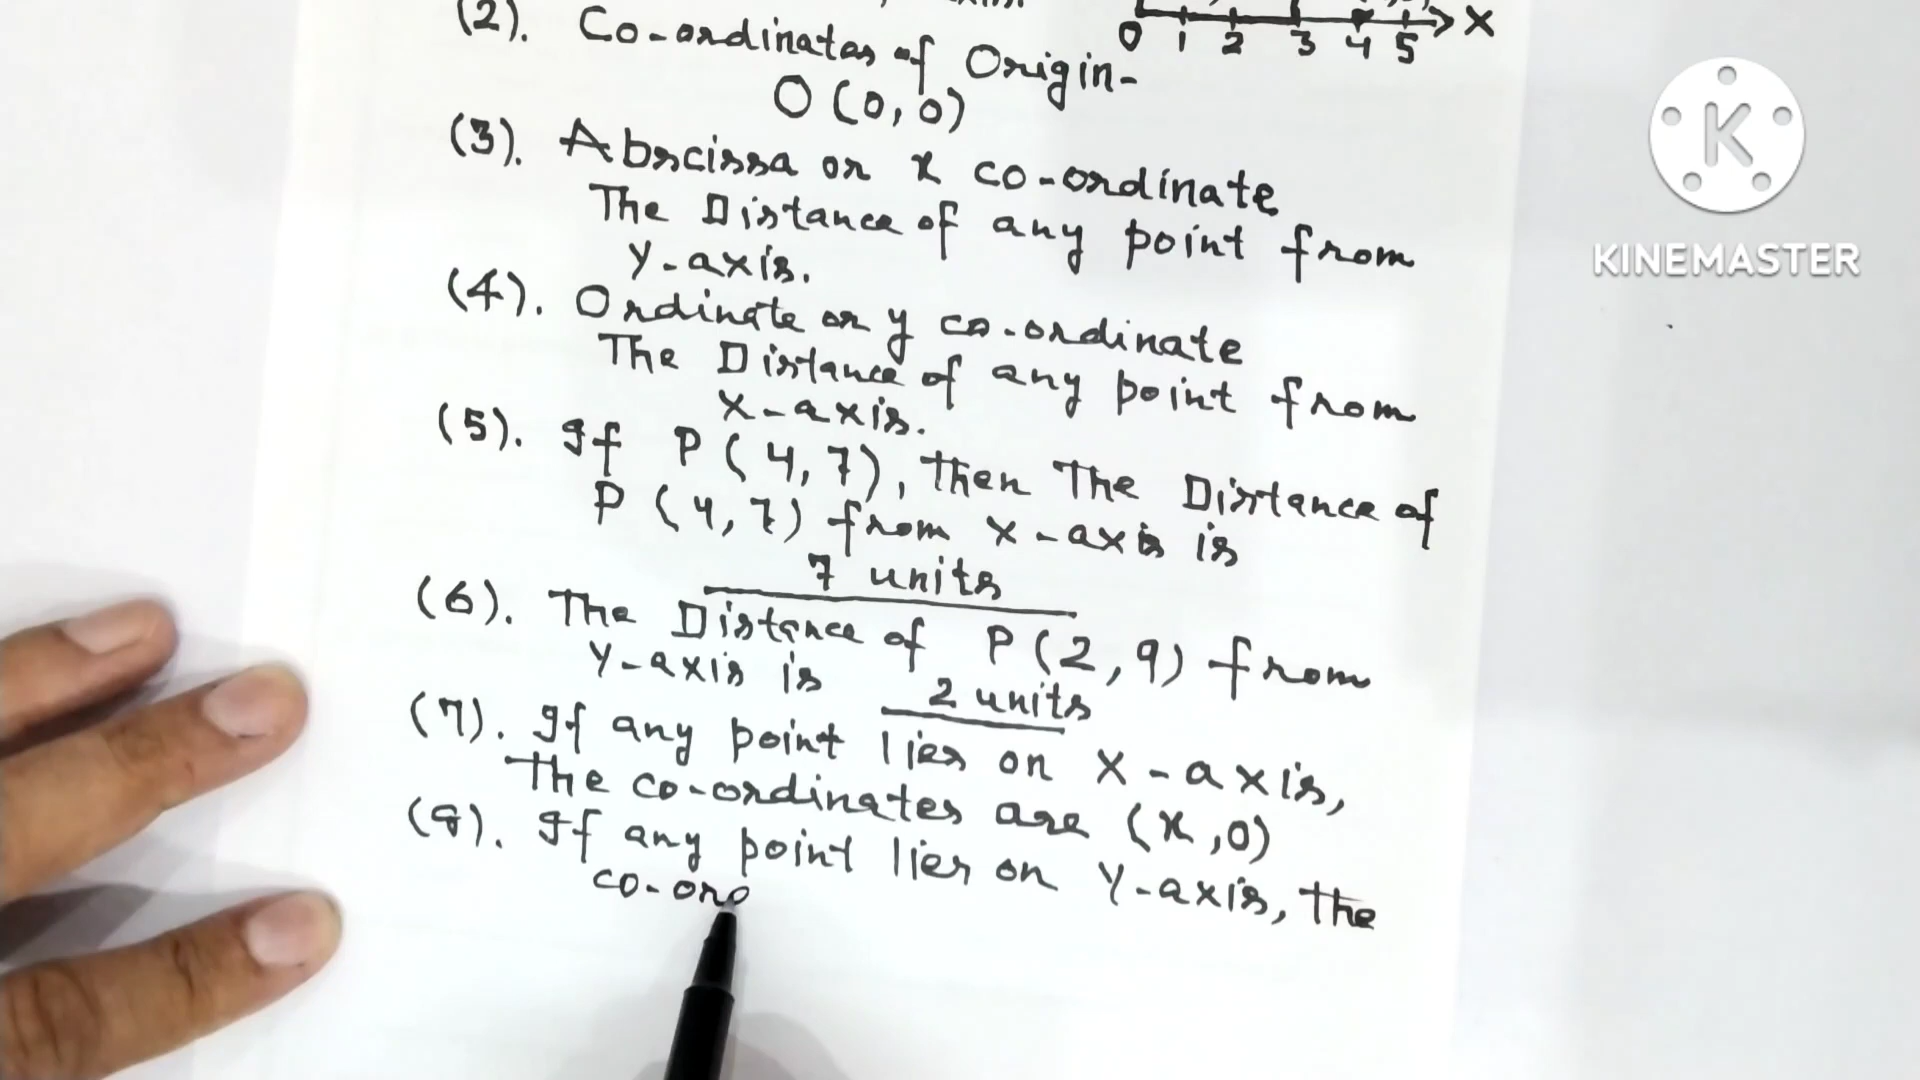 (2). Co-ordinates of Origin-
0 1 2 3 4 5 X
O (0,0)
(3). Abscissa or x co-ordinate
The Distance of any point from
Y-axis.
(4). Ordinate or y co-ordinate
The Distance of any point from
X-axis.
(5). If P(4,7), then The Distance of
P (4,7) from X-axis is
7 units
(6). The Distance of P(2,9) from
Y-axis is 2 units
(7). If any point lies on X-axis,
The co-ordinates are (x,0)
(8). If any point lies on Y-axis, the
co-ord
K
KINEMASTER